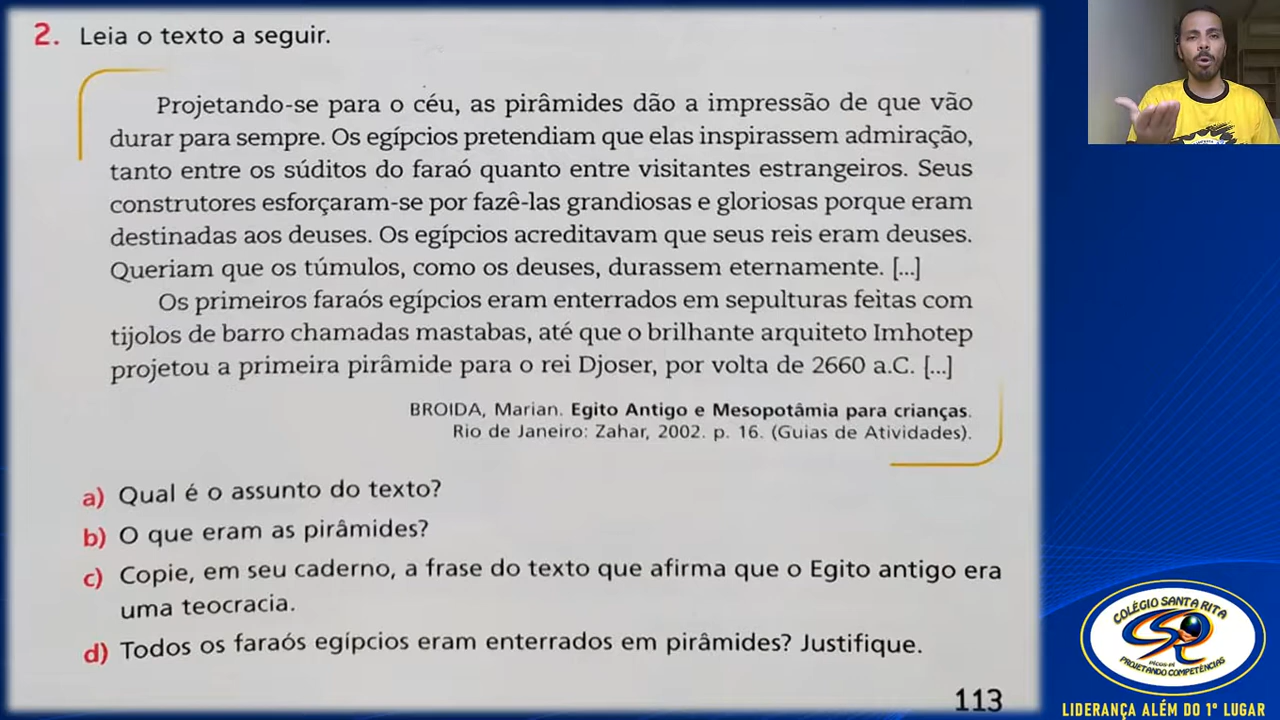 2. Leia o texto a seguir.
Projetando-se para o céu, as pirâmides dão a impressão de que vão
durar para sempre. Os egípcios pretendiam que elas inspirassem admiração,
tanto entre os súditos do faraó quanto entre visitantes estrangeiros. Seus
construtores esforçaram-se por fazê-las grandiosas e gloriosas porque eram
destinadas aos deuses. Os egípcios acreditavam que seus reis eram deuses.
Queriam que os túmulos, como os deuses, durassem eternamente. [...]
Os primeiros faraós egípcios eram enterrados em sepulturas feitas com
tijolos de barro chamadas mastabas, até que o brilhante arquiteto Imhotep
projetou a primeira pirâmide para o rei Djoser, por volta de 2660 a.C. [...]
BROIDA, Marian. Egito Antigo e Mesopotâmia para crianças.
Rio de Janeiro: Zahar, 2002. p. 16. (Guias de Atividades).
a) Qual é o assunto do texto?
b) O que eram as pirâmides?
c) Copie, em seu caderno, a frase do texto que afirma que o Egito antigo era
uma teocracia.
d) Todos os faraós egípcios eram enterrados em pirâmides? Justifique.
113
COLÉGIO SANTA RITA
PICOS-PI
PROJETANDO COMPETÊNCIAS
LIDERANÇA ALÉM DO 1º LUGAR